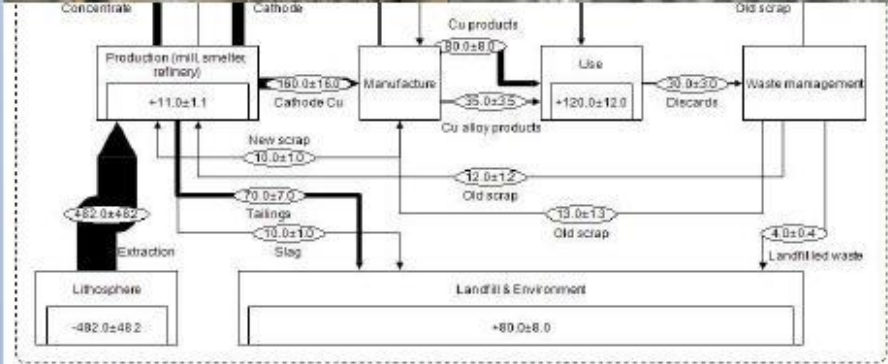 Concentrate
Cathode
Old scrap
Cu products
80.0±8.0
Production (mill, smelter,
refinery)
+11.0±1.1
160.0±16.0
Cathode Cu
Manufacture
35.0±3.5
Cu alloy products
Use
+120.0±12.0
30.0±3.0
Discards
Waste management
New scrap
10.0±1.0
12.0±1.2
Old scrap
70.0±7.0
Tailings
13.0±1.3
Old scrap
482.0±48.2
Extraction
10.0±1.0
Slag
4.0±0.4
Landfilled waste
Lithosphere
-482.0±48.2
Landfill & Environment
+80.0±8.0